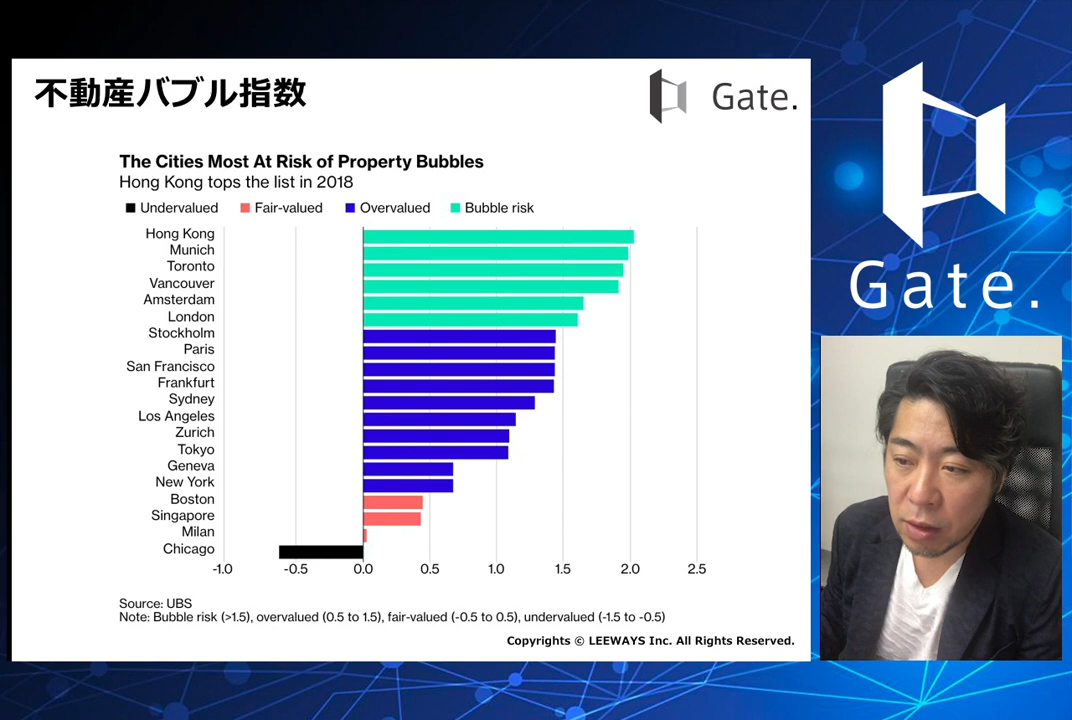 不動産バブル指数
Gate.
The Cities Most At Risk of Property Bubbles
Hong Kong tops the list in 2018
Undervalued Fair-valued Overvalued Bubble risk
Hong Kong
Munich
Toronto
Vancouver
Amsterdam
London
Stockholm
Paris
San Francisco
Frankfurt
Sydney
Los Angeles
Zurich
Tokyo
Geneva
New York
Boston
Singapore
Milan
Chicago
-1.0 -0.5 0.0 0.5 1.0 1.5 2.0 2.5
Source: UBS
Note: Bubble risk (>1.5), overvalued (0.5 to 1.5), fair-valued (-0.5 to 0.5), undervalued (-1.5 to -0.5)
Copyrights © LEEWAYS Inc. All Rights Reserved.
Gate.